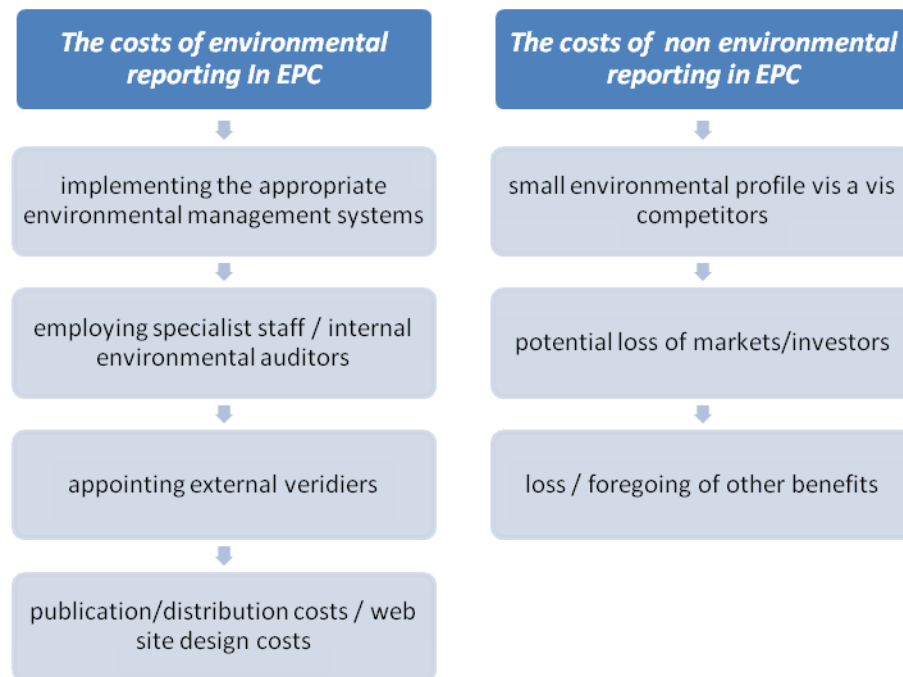 The costs of environmental
reporting In EPC
implementing the appropriate
environmental management systems
employing specialist staff / internal
environmental auditors
appointing external veridiers
publication/distribution costs / web
site design costs
The costs of non environmental
reporting in EPC
small environmental profile vis a vis
competitors
potential loss of markets/investors
loss / foregoing of other benefits